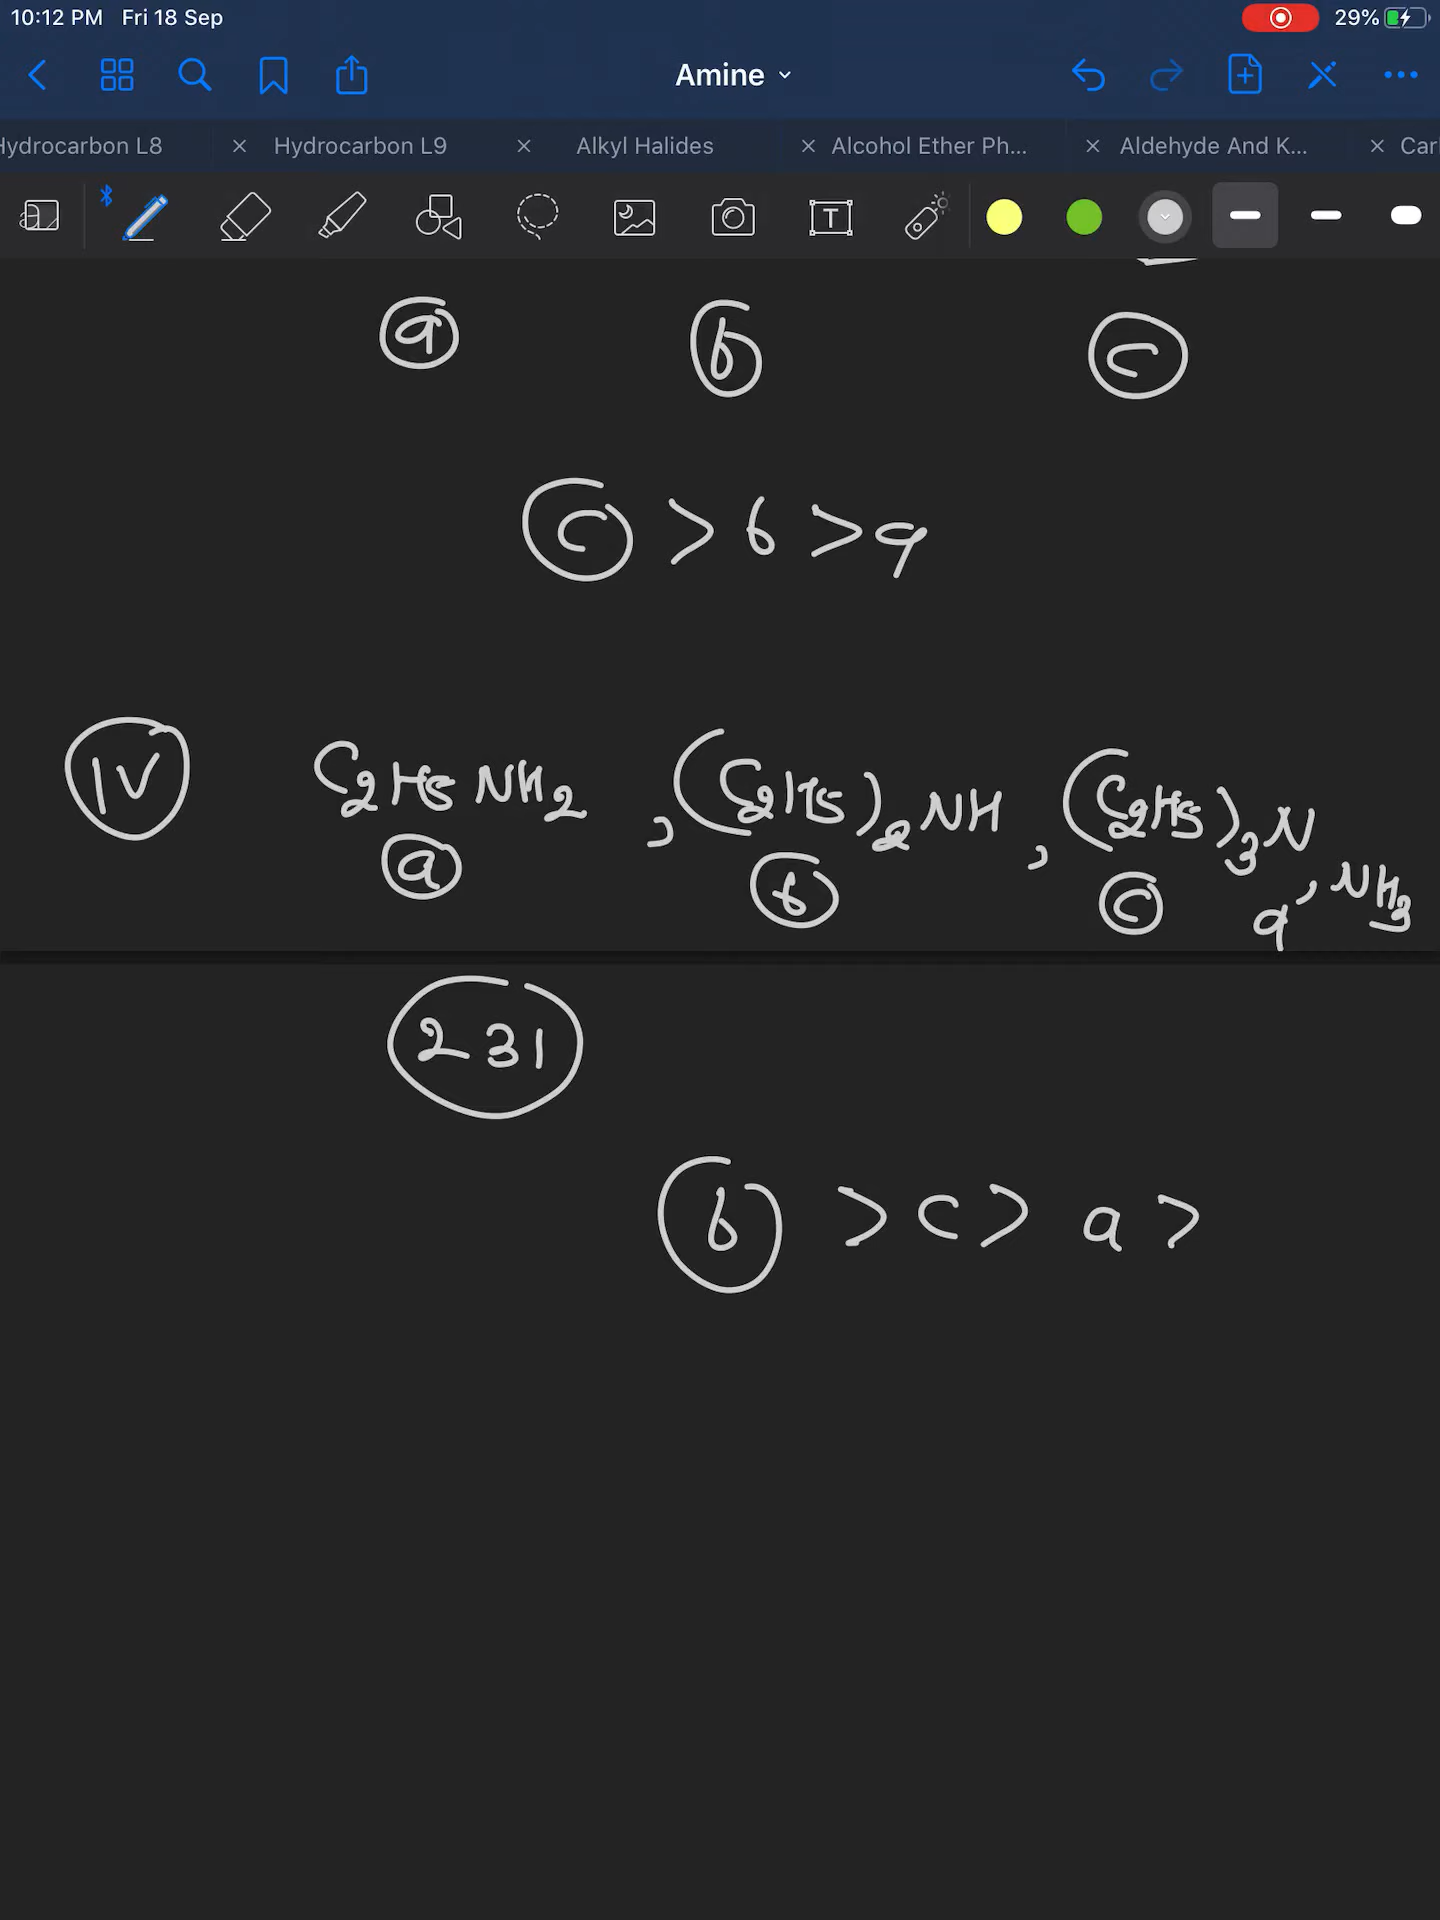 10:12 PM Fri 18 Sep 29%
Amine
Hydrocarbon L8 × Hydrocarbon L9 × Alkyl Halides × Alcohol Ether Ph... × Aldehyde And K... × Car
T
a b c
c > b > a
IV C2H5NH2 , (C2H5)2NH , (C2H5)3N , NH3
a b c q
231
b > c > a >